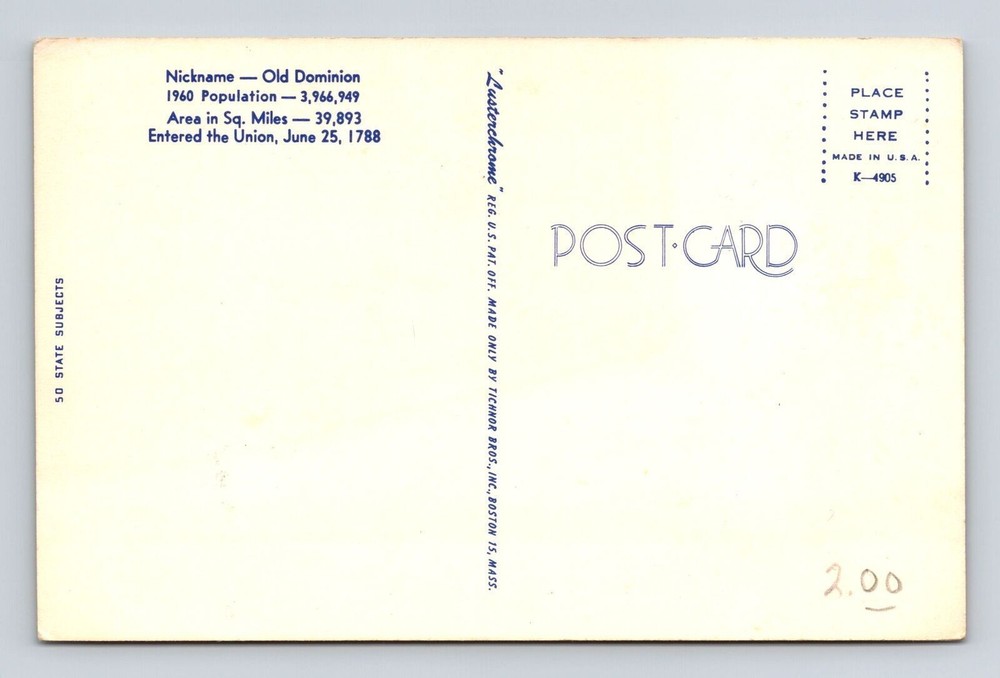 Nickname — Old Dominion
1960 Population — 3,966,949
Area in Sq. Miles — 39,893
Entered the Union, June 25, 1788
50 STATE SUBJECTS
"Lusterchrome" REG. U.S. PAT. OFF. MADE ONLY BY TICHNOR BROS., INC., BOSTON 15, MASS.
PLACE
STAMP
HERE
MADE IN U.S.A.
K—4905
POST·CARD
2.00